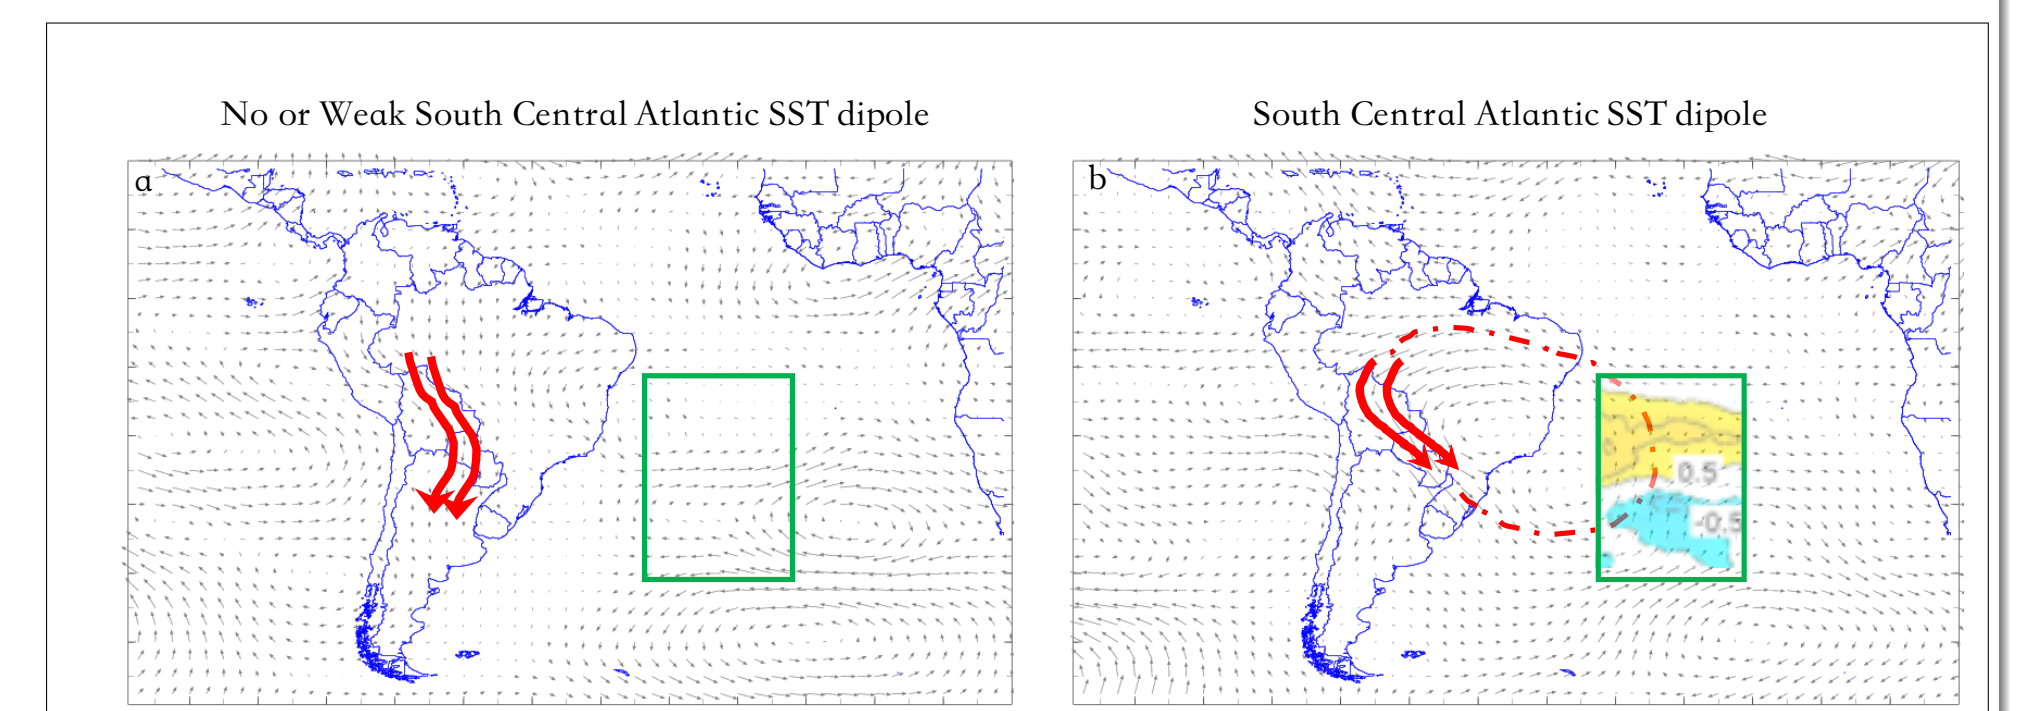 No or Weak South Central Atlantic SST dipole
South Central Atlantic SST dipole
a
b
0.5
-0.5